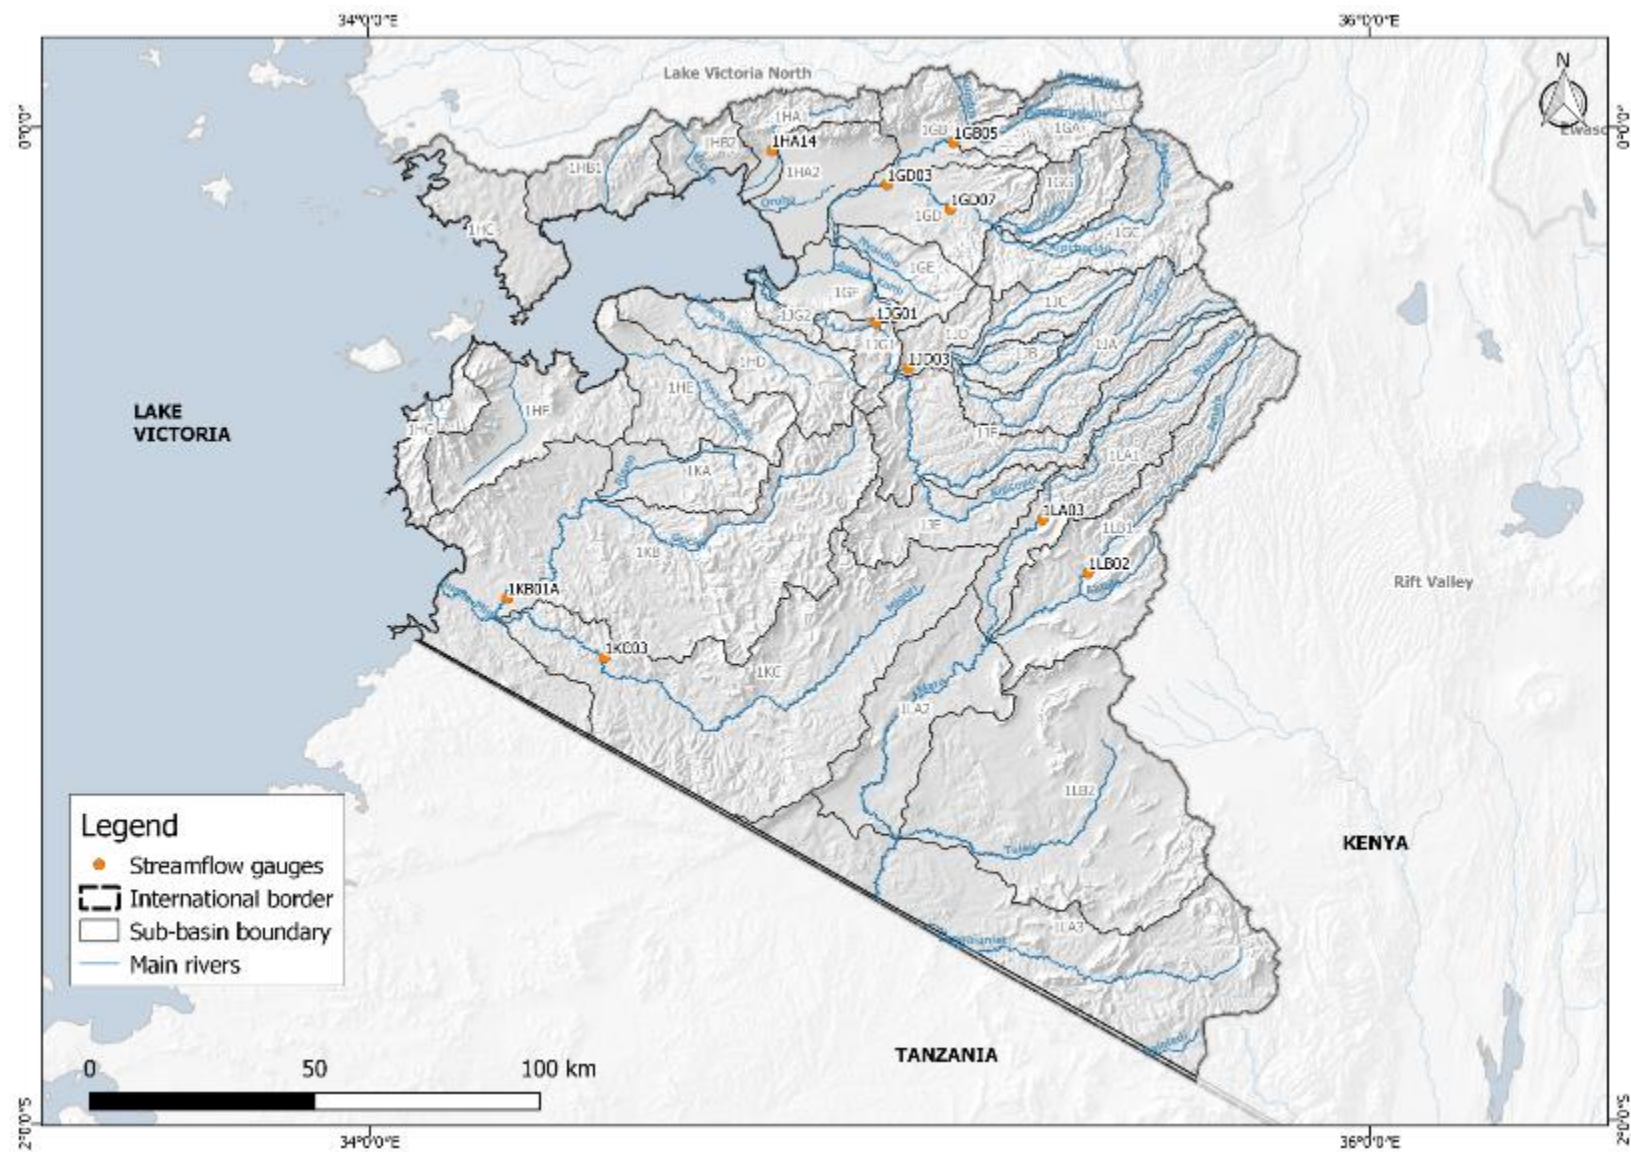 34°0'0"E
36°0'0"E
N
Lake Victoria North
0°0'0"
0°0'0"
1HA1
1GB
1GB05
1GA
1HA14
1HB2
1HB1
1HA2
1GD03
1GG
1GD07
1GD
1GC
1HC
1GE
1GF
1JC
1JG2
1JG01
1JG1
1JD
1JD03
1JB
1JA
1HD
1HE
1HF
1HG
LAKE
VICTORIA
1JF
1LA1
1KA
1LA03
1JE
1LB1
1KB
1LB02
Rift Valley
1KB01A
1KC03
1KC
Mara
1LA2
1LB2
KENYA
1LA3
TANZANIA
Legend
Streamflow gauges
International border
Sub-basin boundary
Main rivers
0
50
100 km
2°0'0"S
2°0'0"S
34°0'0"E
36°0'0"E